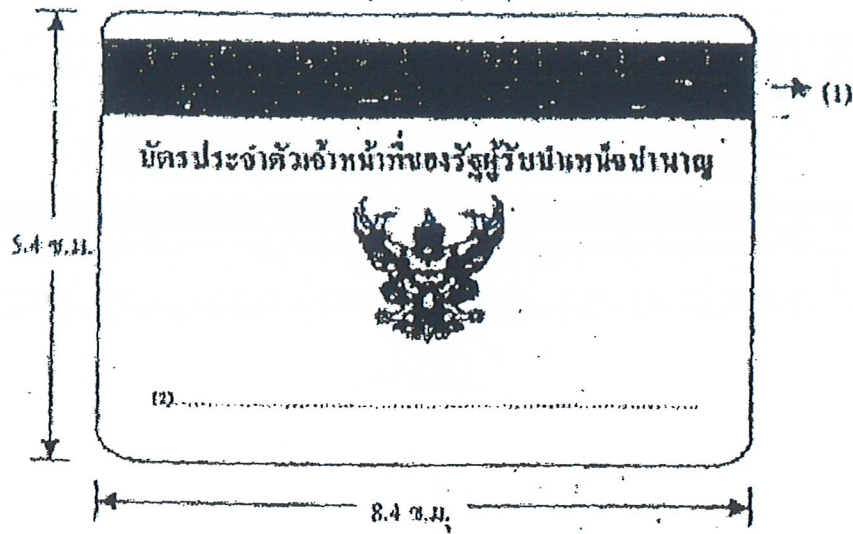 (1)
บัตรประจำตัวเจ้าหน้าที่ของรัฐผู้รับบำเหน็จบำนาญ
5.4 ซ.ม.
(2)
8.4 ซ.ม.